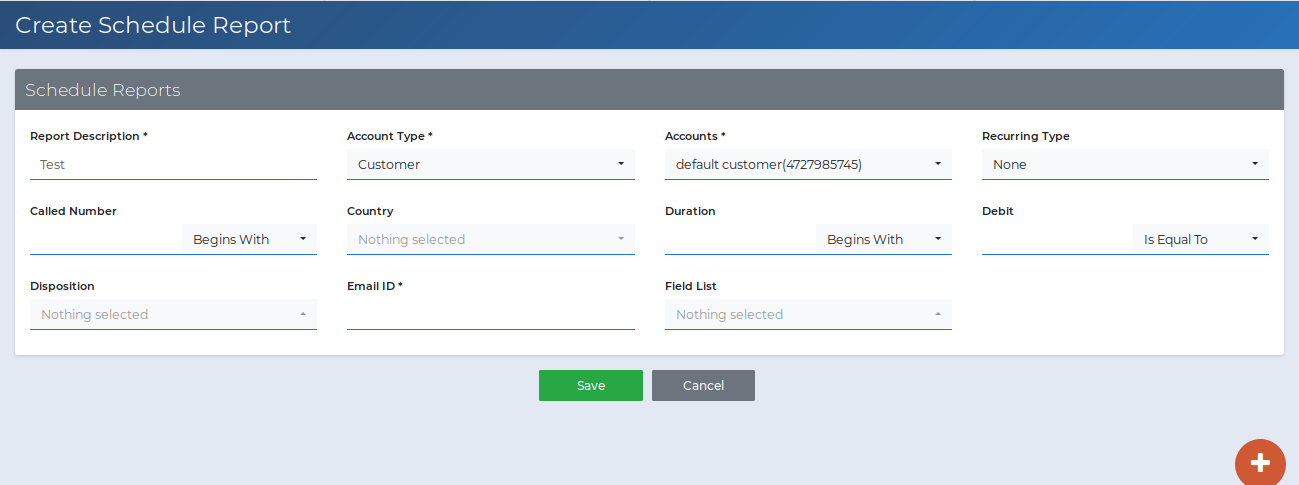 Create Schedule Report
Schedule Reports
Report Description * Account Type * Accounts * Recurring Type
Test Customer default customer(4727985745) None
Called Number Country Duration Debit
Begins With Nothing selected Begins With Is Equal To
Disposition Email ID * Field List
Nothing selected Nothing selected
Save Cancel